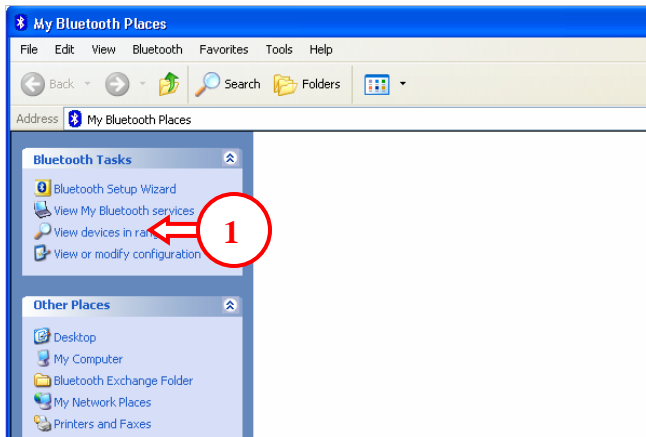 My Bluetooth Places
File Edit View Bluetooth Favorites Tools Help
Back Search Folders
Address My Bluetooth Places
Bluetooth Tasks
Bluetooth Setup Wizard
View My Bluetooth services
View devices in
1
View or modify configuration
Other Places
Desktop
My Computer
Bluetooth Exchange Folder
My Network Places
Printers and Faxes